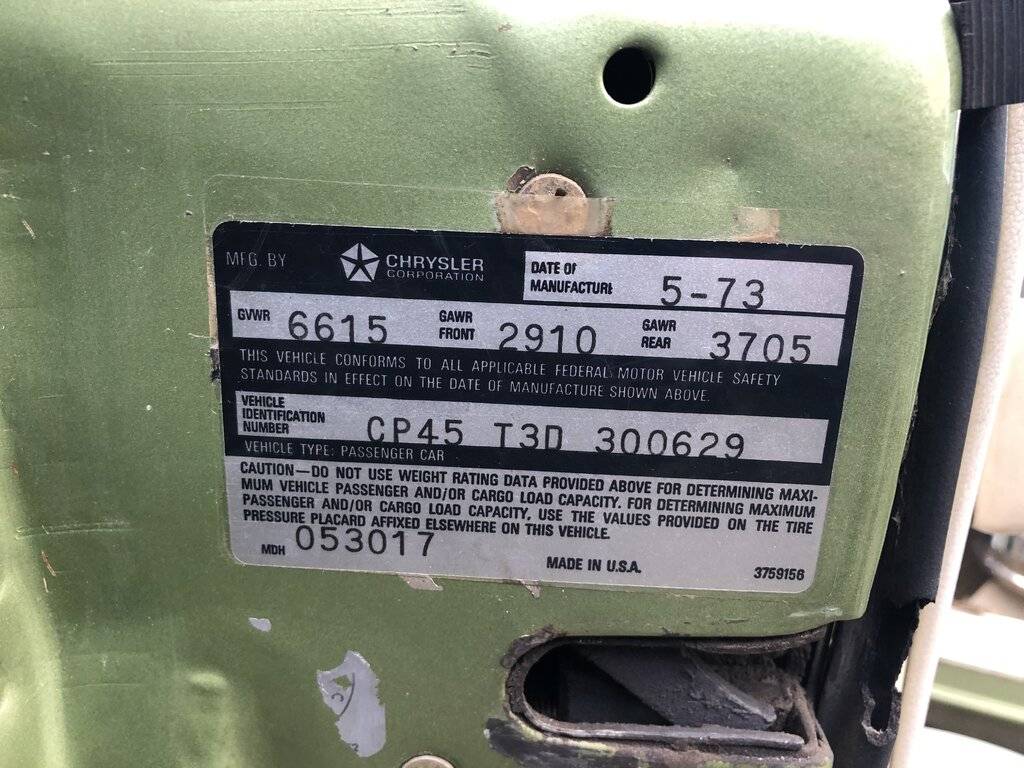 MFG. BY CHRYSLER CORPORATION DATE OF MANUFACTURE 5-73
GVWR 6615 GAWR FRONT 2910 GAWR REAR 3705
THIS VEHICLE CONFORMS TO ALL APPLICABLE FEDERAL MOTOR VEHICLE SAFETY
STANDARDS IN EFFECT ON THE DATE OF MANUFACTURE SHOWN ABOVE.
VEHICLE IDENTIFICATION NUMBER CP45 T3D 300629
VEHICLE TYPE: PASSENGER CAR
CAUTION—DO NOT USE WEIGHT RATING DATA PROVIDED ABOVE FOR DETERMINING MAXI-
MUM VEHICLE PASSENGER AND/OR CARGO LOAD CAPACITY. FOR DETERMINING MAXIMUM
PASSENGER AND/OR CARGO LOAD CAPACITY, USE THE VALUES PROVIDED ON THE TIRE
PRESSURE PLACARD AFFIXED ELSEWHERE ON THIS VEHICLE.
MDH 053017 MADE IN U.S.A. 3759156